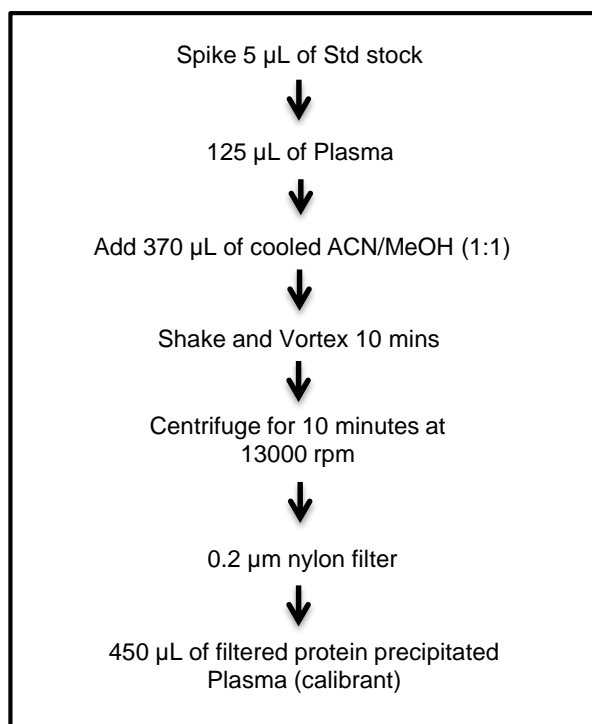 Spike 5 µL of Std stock
125 µL of Plasma
Add 370 µL of cooled ACN/MeOH (1:1)
Shake and Vortex 10 mins
Centrifuge for 10 minutes at
13000 rpm
0.2 µm nylon filter
450 µL of filtered protein precipitated
Plasma (calibrant)